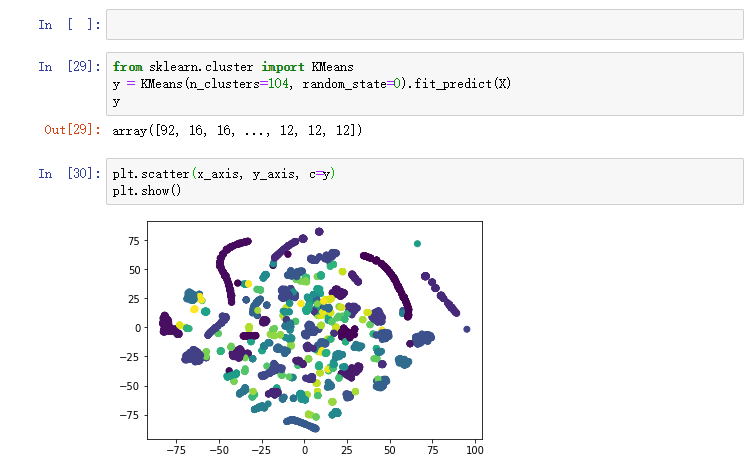 In [ ]:
In [29]:
from sklearn.cluster import KMeans
y = KMeans(n_clusters=104, random_state=0).fit_predict(X)
y
Out[29]: array([92, 16, 16, ..., 12, 12, 12])
In [30]:
plt.scatter(x_axis, y_axis, c=y)
plt.show()
75
50
25
0
−25
−50
−75
−75 −50 −25 0 25 50 75 100